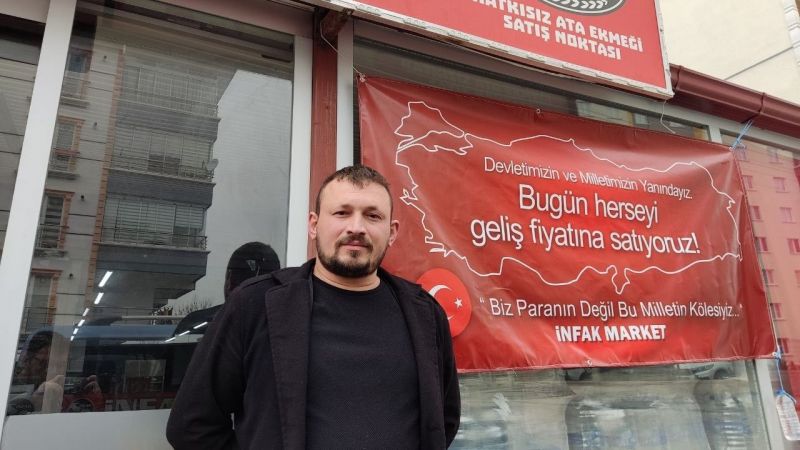 KATKISIZ ATA EKMEĞİ
SATIŞ NOKTASI
Devletimizin ve Milletimizin Yanındayız.
Bugün herseyi
geliş fiyatına satıyoruz!
" Biz Paranın Değil Bu Milletin Kölesiyiz..."
İNFAK MARKET